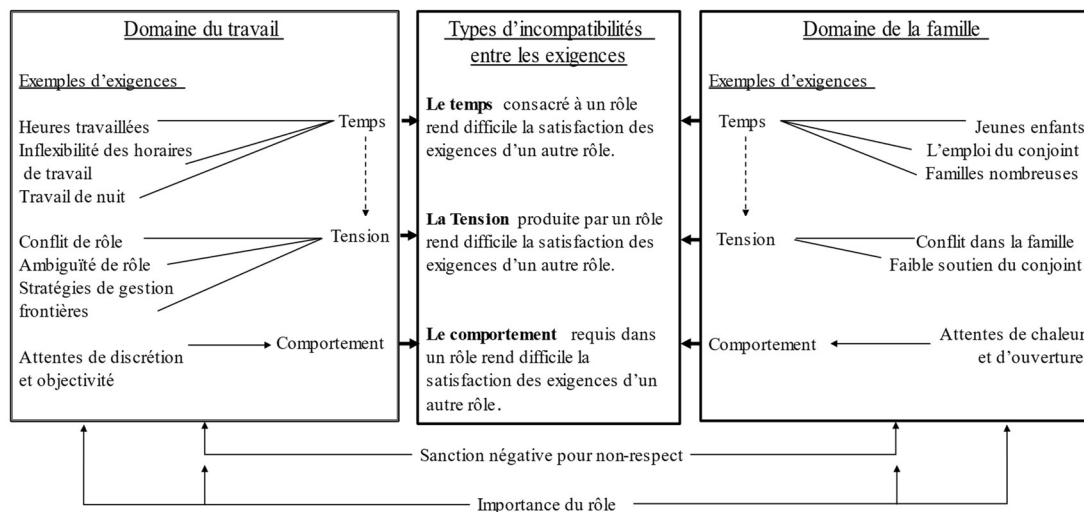 Domaine du travail
Exemples d'exigences
Heures travaillées
Inflexibilité des horaires
de travail
Travail de nuit
Temps
Conflit de rôle
Ambiguïté de rôle
Stratégies de gestion
frontières
Tension
Attentes de discrétion
et objectivité
Comportement
Types d'incompatibilités
entre les exigences
Le temps consacré à un rôle
rend difficile la satisfaction des
exigences d'un autre rôle.
La Tension produite par un rôle
rend difficile la satisfaction des
exigences d'un autre rôle.
Le comportement requis dans
un rôle rend difficile la
satisfaction des exigences d'un
autre rôle.
Domaine de la famille
Exemples d'exigences
Temps
Jeunes enfants
L'emploi du conjoint
Familles nombreuses
Tension
Conflit dans la famille
Faible soutien du conjoint
Comportement
Attentes de chaleur
et d'ouverture
Sanction négative pour non-respect
Importance du rôle